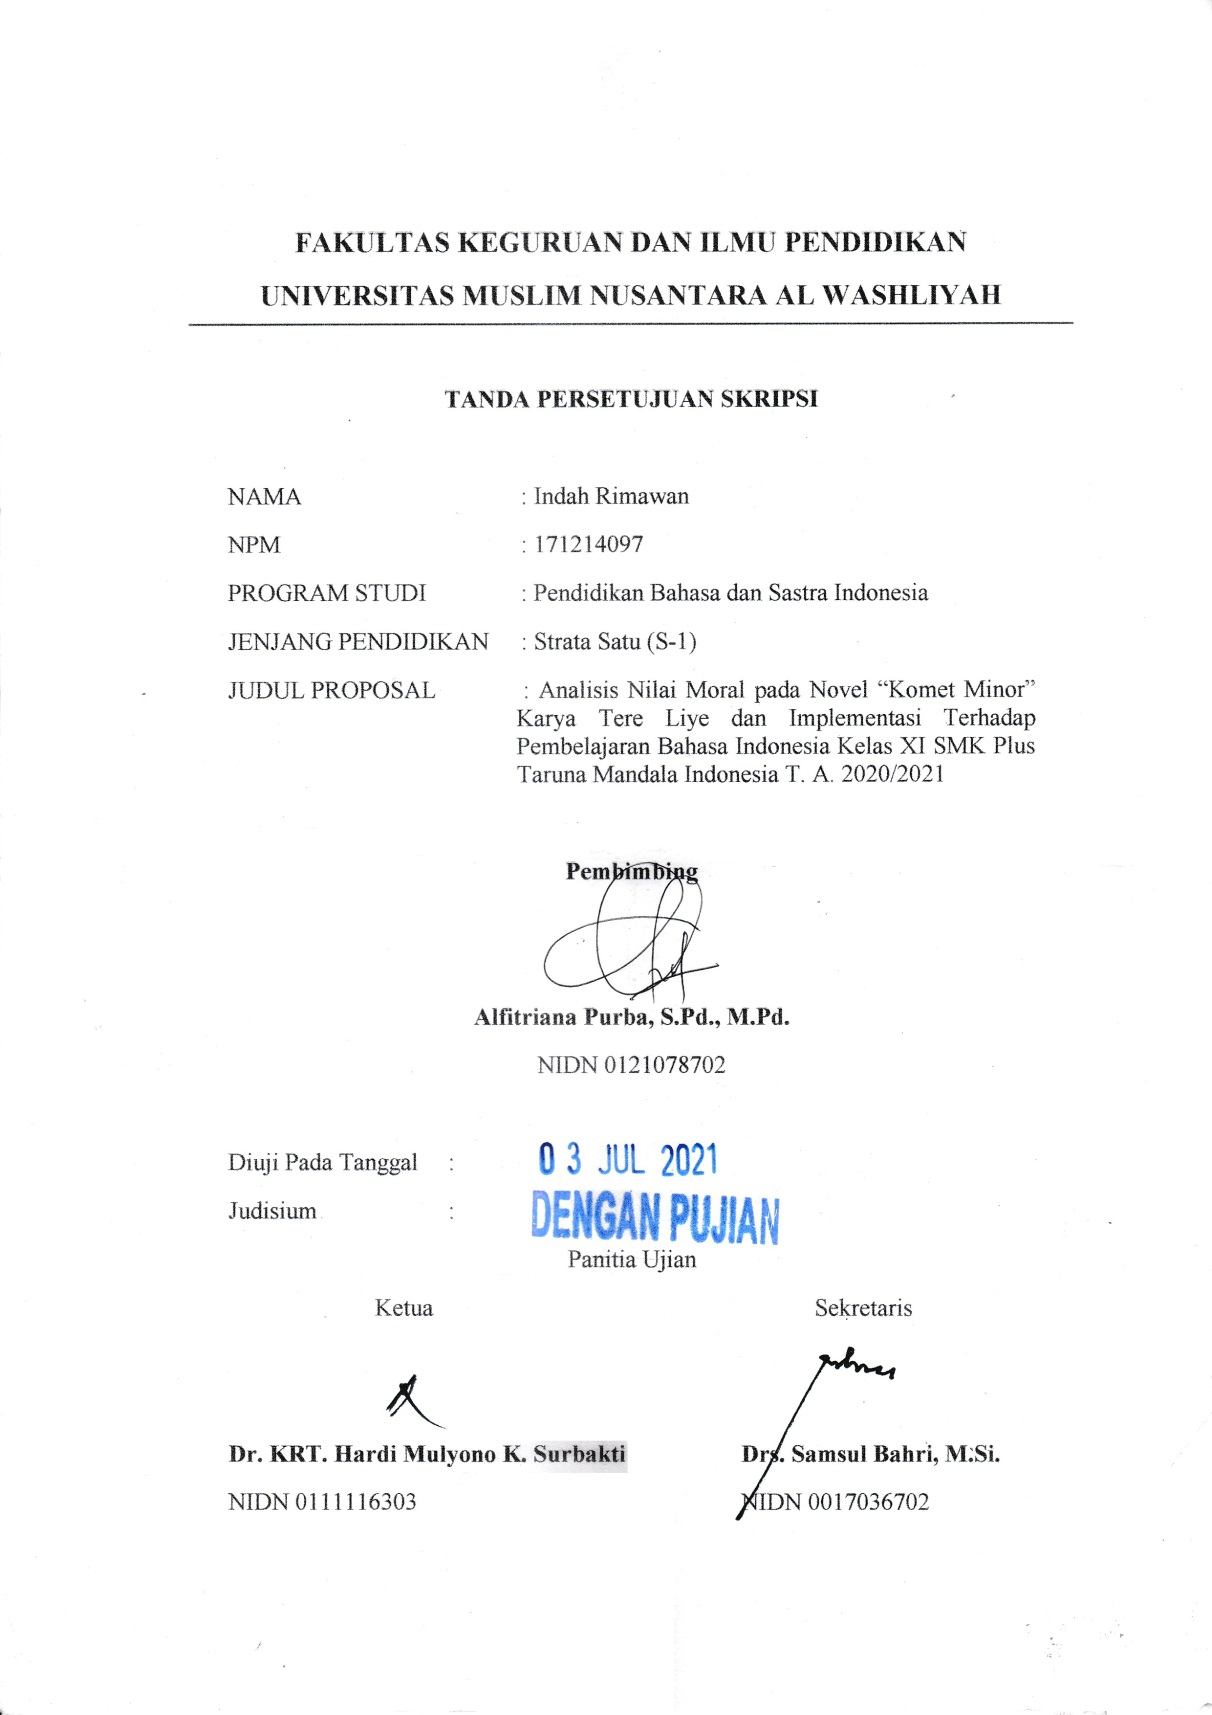 FAKULTAS KEGURUAN DAN ILMU PENDIDIKAN
UNIVERSITAS MUSLIM NUSANTARA AL WASHLIYAH
TANDA PERSETUJUAN SKRIPSI
NAMA : Indah Rimawan
NPM : 171214097
PROGRAM STUDI : Pendidikan Bahasa dan Sastra Indonesia
JENJANG PENDIDIKAN : Strata Satu (S-1)
JUDUL PROPOSAL : Analisis Nilai Moral pada Novel “Komet Minor”
Karya Tere Liye dan Implementasi Terhadap
Pembelajaran Bahasa Indonesia Kelas XI SMK Plus
Taruna Mandala Indonesia T. A. 2020/2021
Pembimbing
Alfitriana Purba, S.Pd., M.Pd.
NIDN 0121078702
Diuji Pada Tanggal : 03 JUL 2021
Judisium : DENGAN PUJIAN
Panitia Ujian
Ketua Sekretaris
Dr. KRT. Hardi Mulyono K. Surbakti Drs. Samsul Bahri, M.Si.
NIDN 0111116303 NIDN 0017036702